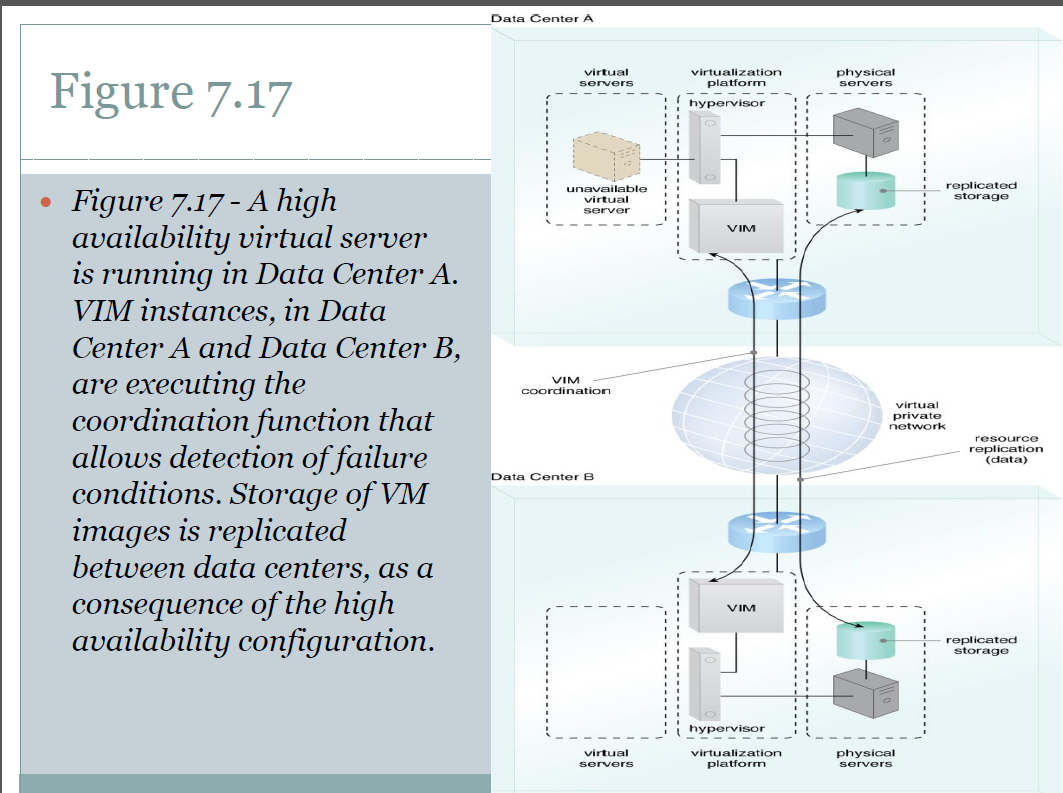 Figure 7.17
Figure 7.17 - A high
availability virtual server
is running in Data Center A.
VIM instances, in Data
Center A and Data Center B,
are executing the
coordination function that
allows detection of failure
conditions. Storage of VM
images is replicated
between data centers, as a
consequence of the high
availability configuration.
Data Center A
virtual
servers
virtualization
platform
physical
servers
hypervisor
unavailable
virtual
server
VIM
replicated
storage
VIM
coordination
virtual
private
network
resource
replication
(data)
Data Center B
VIM
replicated
storage
hypervisor
virtual
servers
virtualization
platform
physical
servers